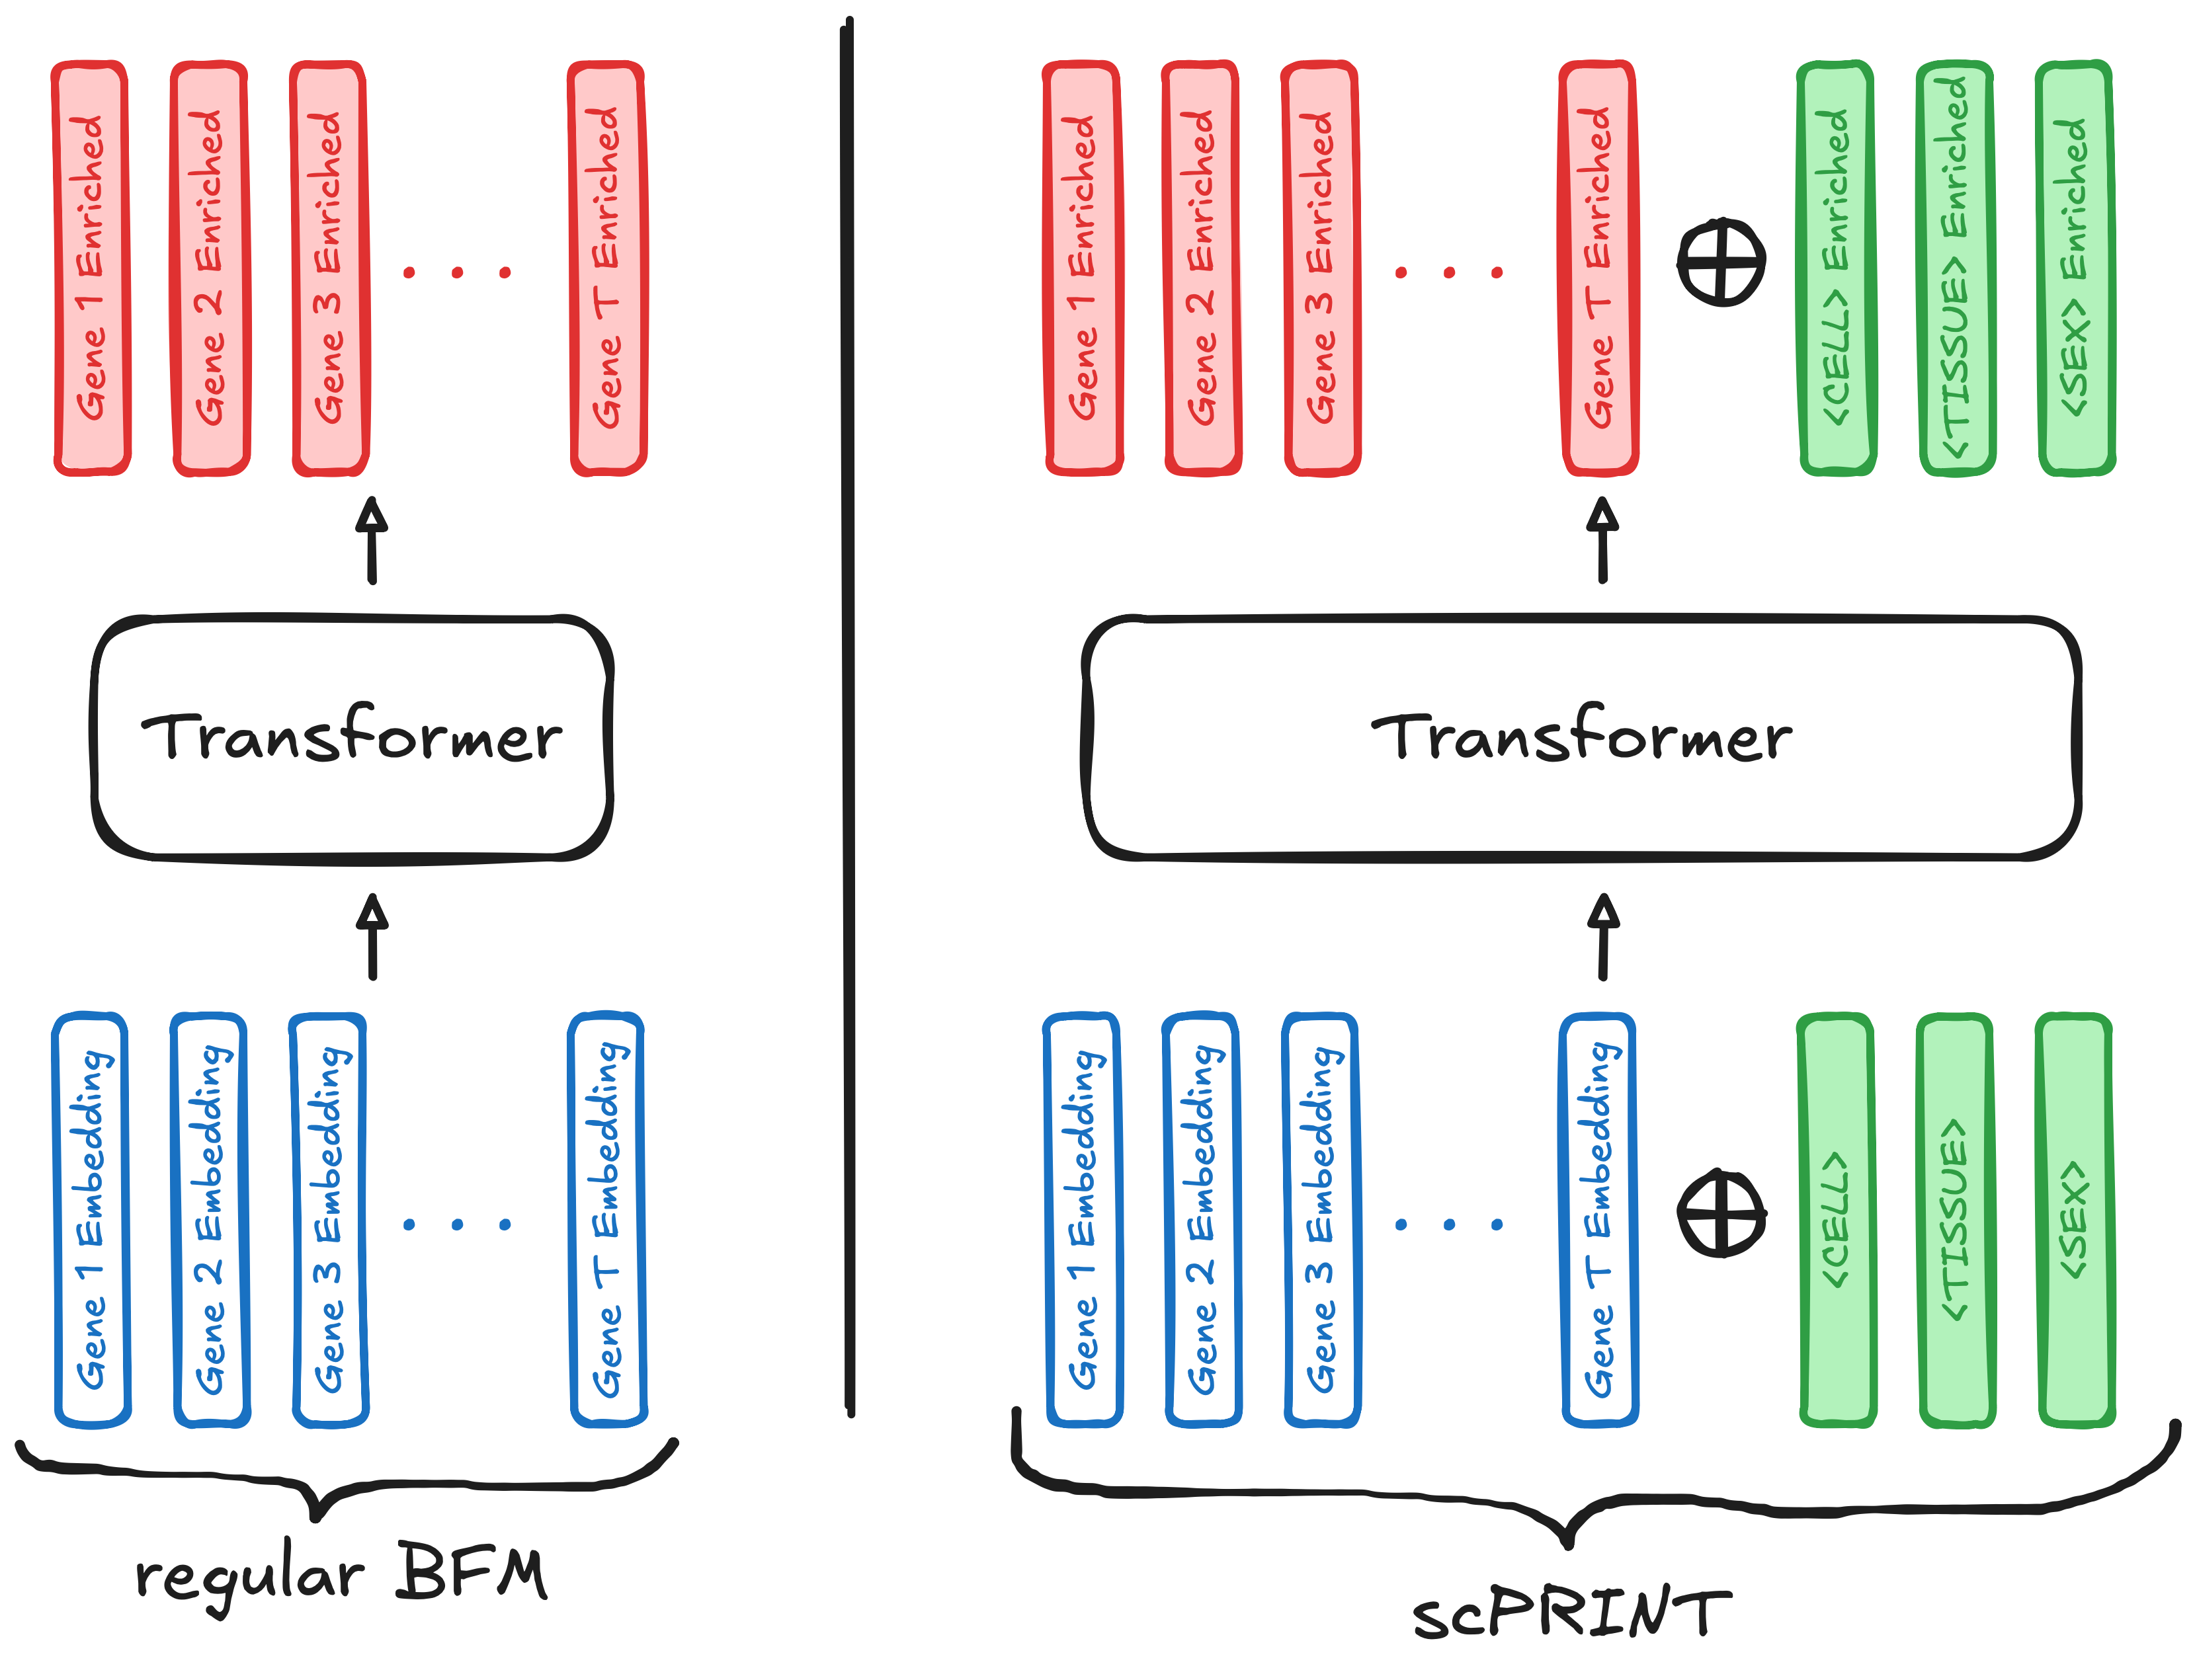 Gene 1 Enriched
Gene 2 Enriched
Gene 3 Enriched
Gene T Enriched
Transformer
Gene 1 Embedding
Gene 2 Embedding
Gene 3 Embedding
Gene T Embedding
regular BFM
Gene 1 Enriched
Gene 2 Enriched
Gene 3 Enriched
Gene T Enriched
<CELL> Enriched
<TISSUE> Enriched
<SEX> Enriched
Transformer
Gene 1 Embedding
Gene 2 Embedding
Gene 3 Embedding
Gene T Embedding
<CELL>
<TISSUE>
<SEX>
scPRINT